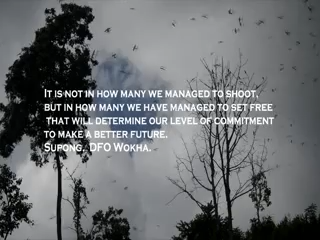 It is not in how many we managed to shoot,
but in how many we have managed to set free
that will determine our level of commitment
to make a better future.
Supong, DFO Wokha.